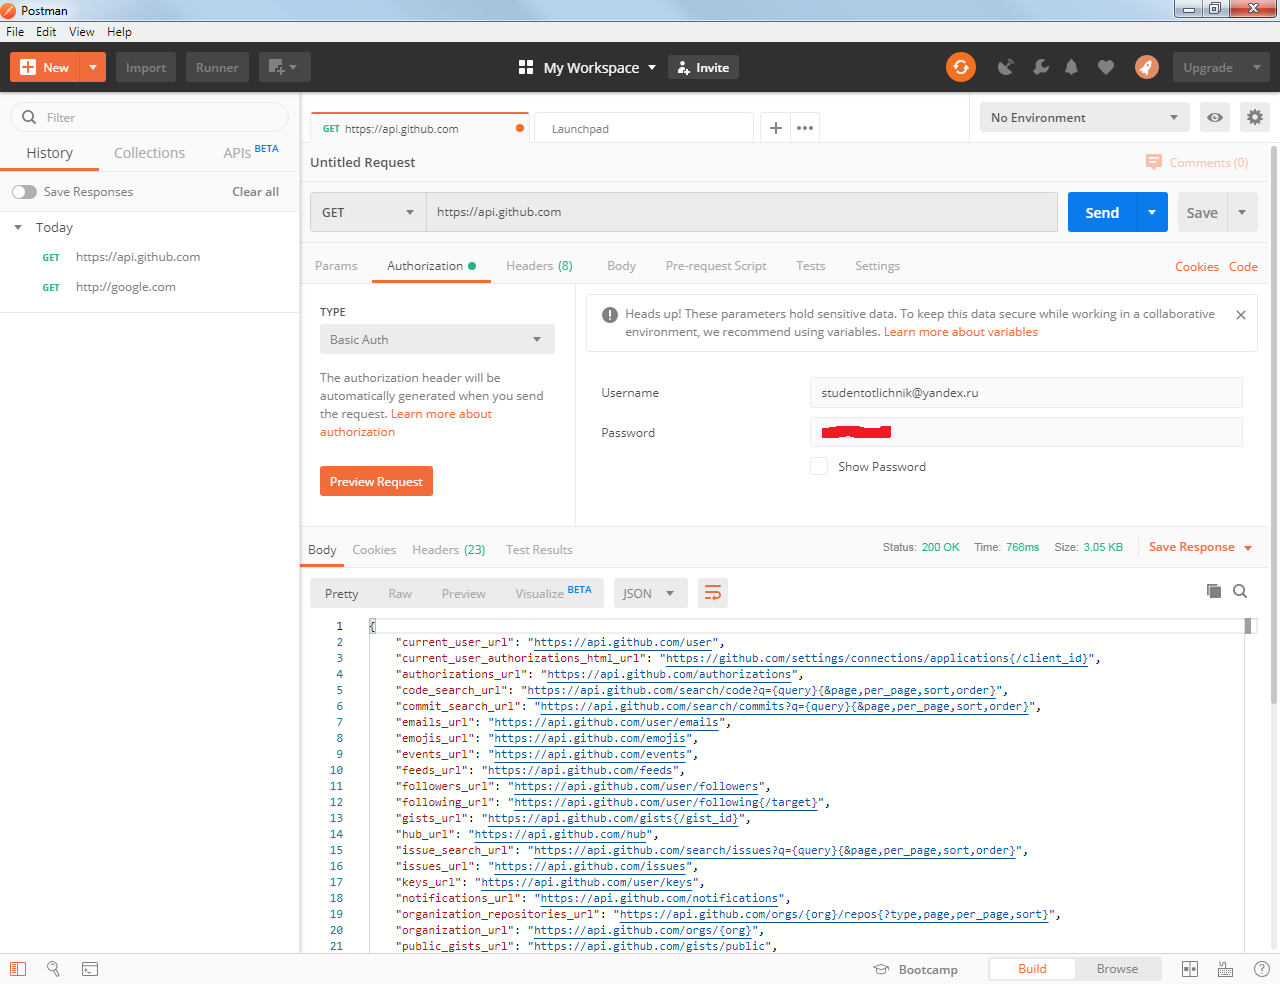 Postman
File Edit View Help
New Import Runner My Workspace Invite Upgrade
Filter
History Collections APIs BETA
Save Responses Clear all
Today
GET https://api.github.com
GET http://google.com
GET https://api.github.com Launchpad No Environment
Untitled Request Comments (0)
GET https://api.github.com Send Save
Params Authorization Headers (8) Body Pre-request Script Tests Settings Cookies Code
TYPE
Basic Auth
The authorization header will be
automatically generated when you send
the request. Learn more about
authorization
Preview Request
Heads up! These parameters hold sensitive data. To keep this data secure while working in a collaborative
environment, we recommend using variables. Learn more about variables
Username studentotlichnik@yandex.ru
Password
Show Password
Body Cookies Headers (23) Test Results Status: 200 OK Time: 768ms Size: 3.05 KB Save Response
Pretty Raw Preview Visualize BETA JSON
1 {
2 "current_user_url": "https://api.github.com/user",
3 "current_user_authorizations_html_url": "https://github.com/settings/connections/applications{/client_id}",
4 "authorizations_url": "https://api.github.com/authorizations",
5 "code_search_url": "https://api.github.com/search/code?q={query}{&page,per_page,sort,order}",
6 "commit_search_url": "https://api.github.com/search/commits?q={query}{&page,per_page,sort,order}",
7 "emails_url": "https://api.github.com/user/emails",
8 "emojis_url": "https://api.github.com/emojis",
9 "events_url": "https://api.github.com/events",
10 "feeds_url": "https://api.github.com/feeds",
11 "followers_url": "https://api.github.com/user/followers",
12 "following_url": "https://api.github.com/user/following{/target}",
13 "gists_url": "https://api.github.com/gists{/gist_id}",
14 "hub_url": "https://api.github.com/hub",
15 "issue_search_url": "https://api.github.com/search/issues?q={query}{&page,per_page,sort,order}",
16 "issues_url": "https://api.github.com/issues",
17 "keys_url": "https://api.github.com/user/keys",
18 "notifications_url": "https://api.github.com/notifications",
19 "organization_repositories_url": "https://api.github.com/orgs/{org}/repos{?type,page,per_page,sort}",
20 "organization_url": "https://api.github.com/orgs/{org}",
21 "public_gists_url": "https://api.github.com/gists/public",
Bootcamp Build Browse